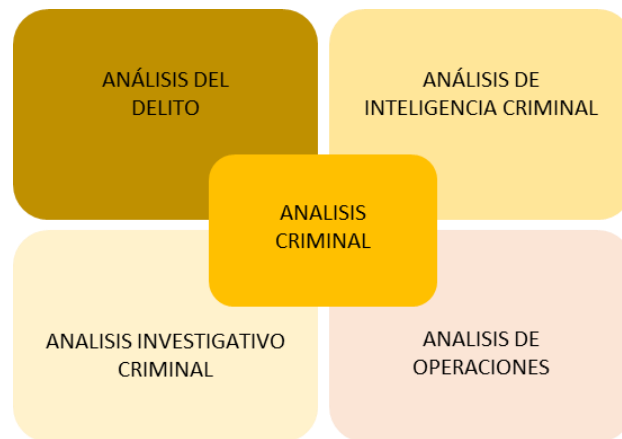 ANÁLISIS DEL
DELITO
ANÁLISIS DE
INTELIGENCIA CRIMINAL
ANALISIS
CRIMINAL
ANALISIS INVESTIGATIVO
CRIMINAL
ANALISIS DE
OPERACIONES